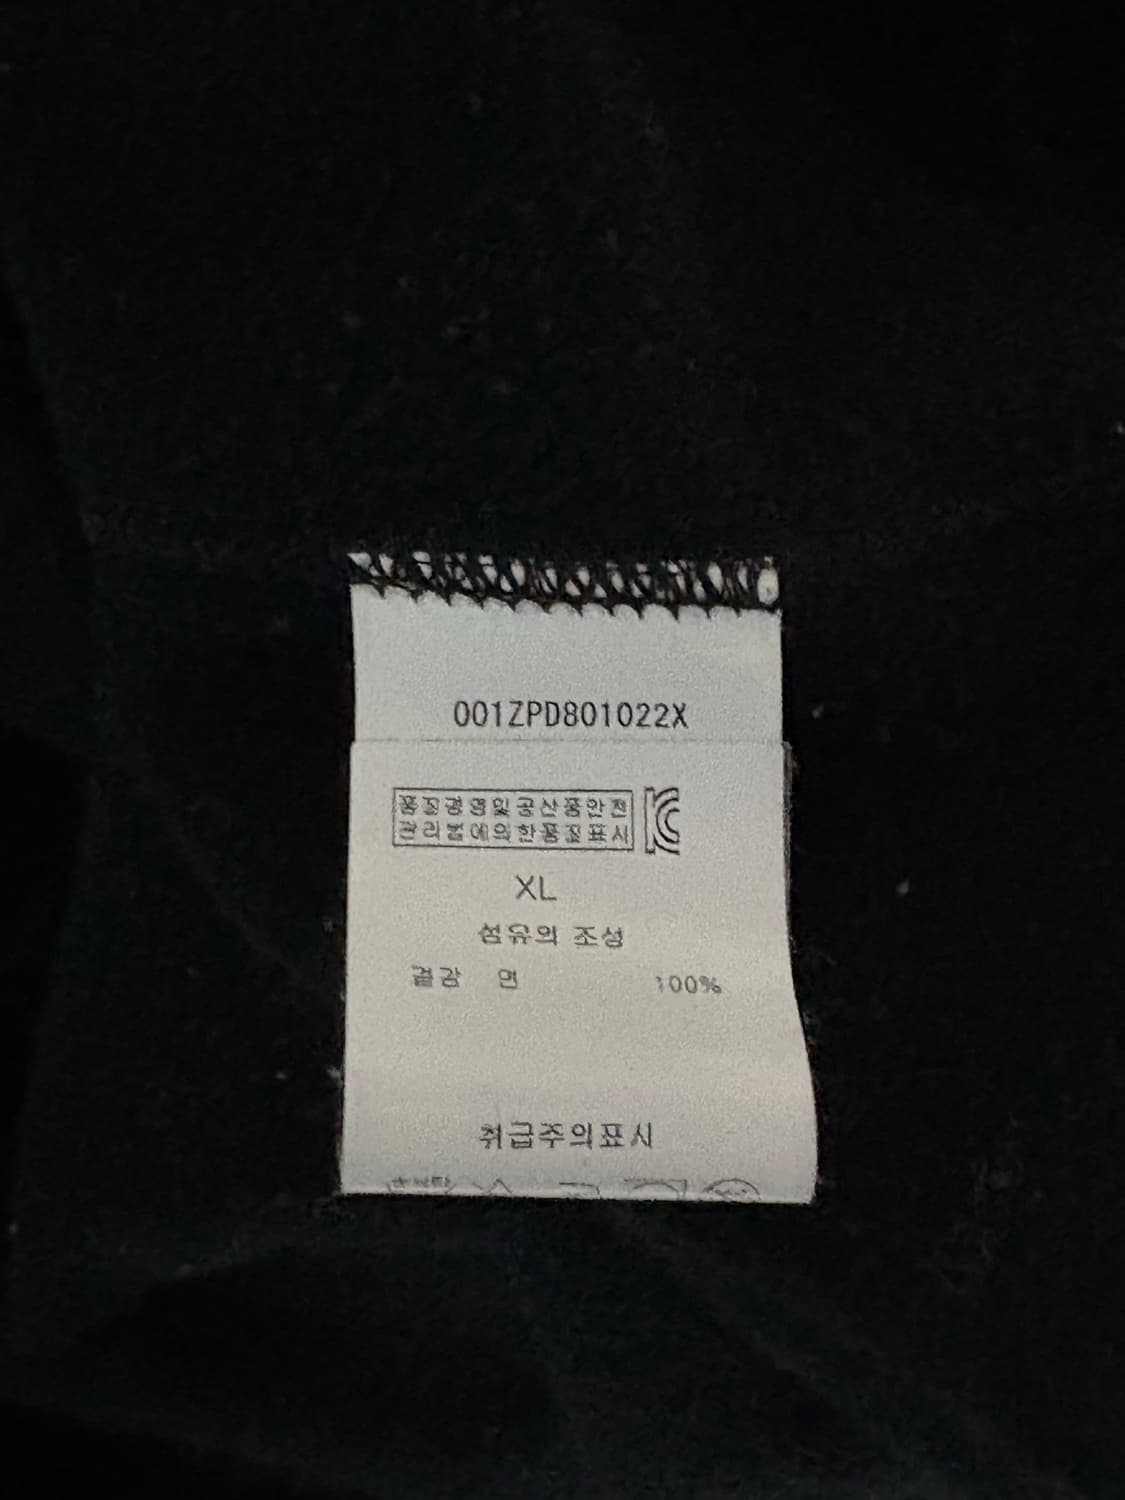 001ZPD801022X
품질경영및공산품안전
관리법에의한품질표시
XL
섬유의 조성
겉감 면 100%
취급주의표시